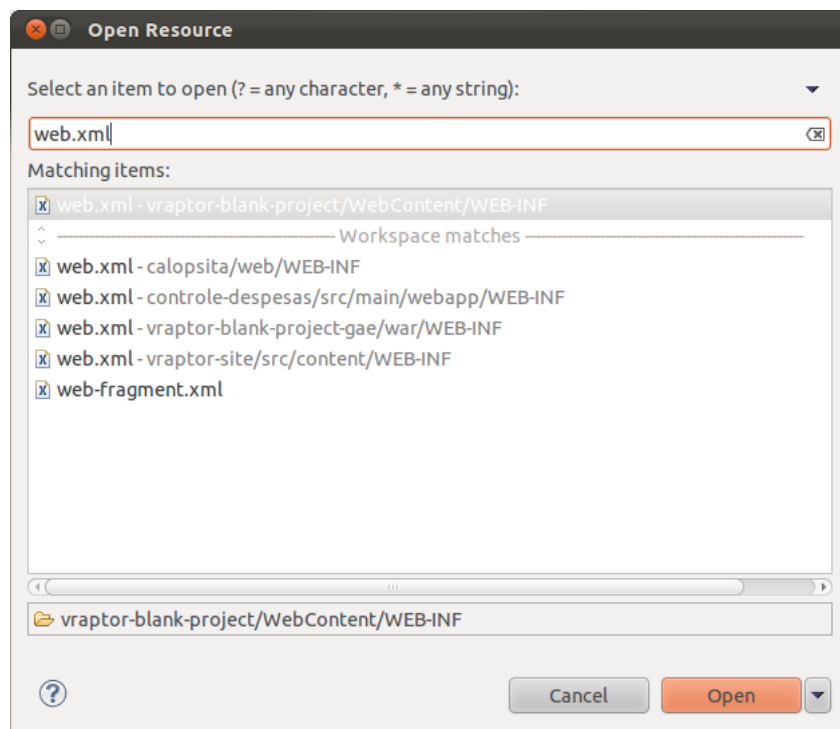 Open Resource
Select an item to open (? = any character, * = any string):
web.xml
Matching items:
web.xml - vraptor-blank-project/WebContent/WEB-INF
Workspace matches
web.xml - calopsita/web/WEB-INF
web.xml - controle-despesas/src/main/webapp/WEB-INF
web.xml - vraptor-blank-project-gae/war/WEB-INF
web.xml - vraptor-site/src/content/WEB-INF
web-fragment.xml
vraptor-blank-project/WebContent/WEB-INF
Cancel Open